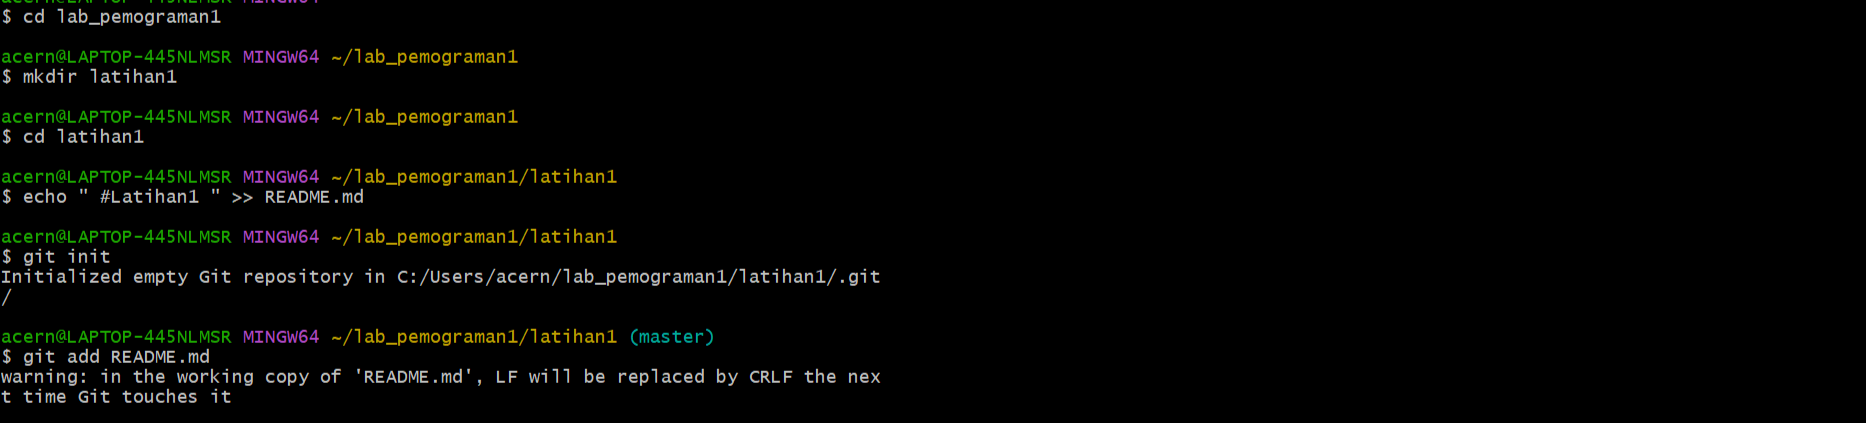 $ cd lab_pemograman1
acern@LAPTOP-445NLMSR MINGW64 ~/lab_pemograman1
$ mkdir latihan1
acern@LAPTOP-445NLMSR MINGW64 ~/lab_pemograman1
$ cd latihan1
acern@LAPTOP-445NLMSR MINGW64 ~/lab_pemograman1/latihan1
$ echo " #Latihan1 " >> README.md
acern@LAPTOP-445NLMSR MINGW64 ~/lab_pemograman1/latihan1
$ git init
Initialized empty Git repository in C:/Users/acern/lab_pemograman1/latihan1/.git
/
acern@LAPTOP-445NLMSR MINGW64 ~/lab_pemograman1/latihan1 (master)
$ git add README.md
warning: in the working copy of 'README.md', LF will be replaced by CRLF the nex
t time Git touches it